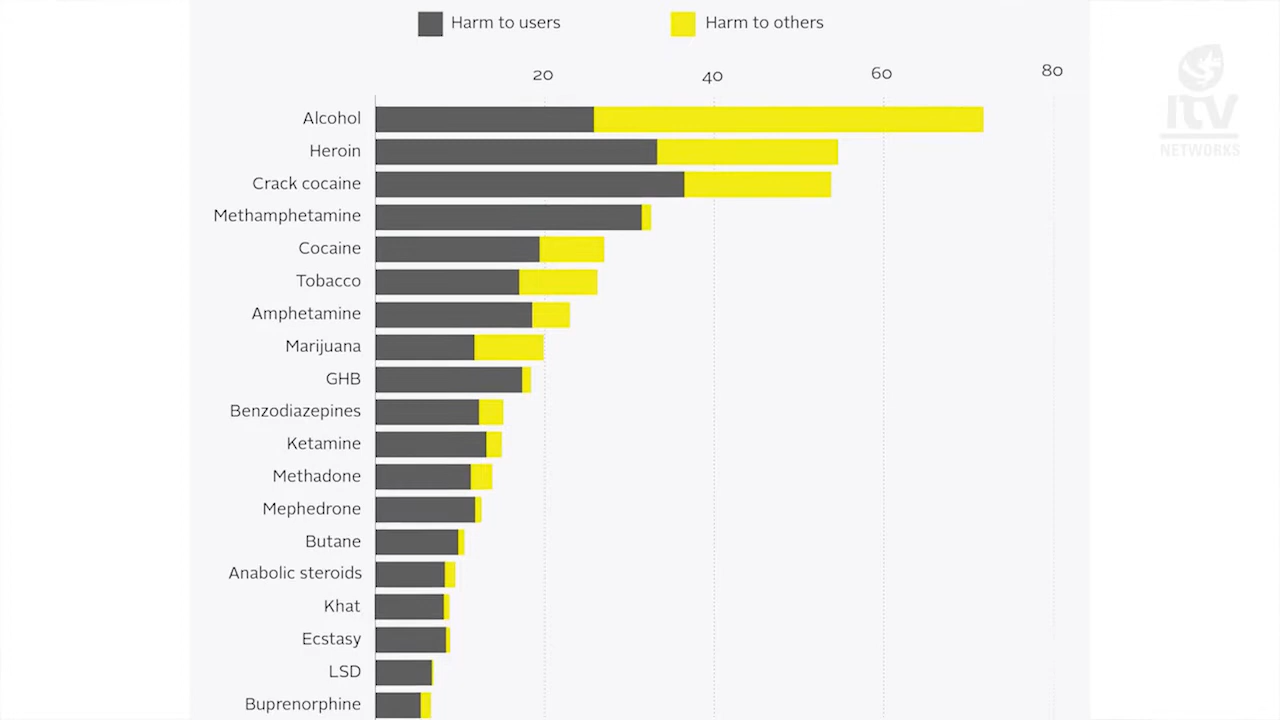 Harm to users
Harm to others
20
40
60
80
Alcohol
Heroin
Crack cocaine
Methamphetamine
Cocaine
Tobacco
Amphetamine
Marijuana
GHB
Benzodiazepines
Ketamine
Methadone
Mephedrone
Butane
Anabolic steroids
Khat
Ecstasy
LSD
Buprenorphine
ITV
NETWORKS